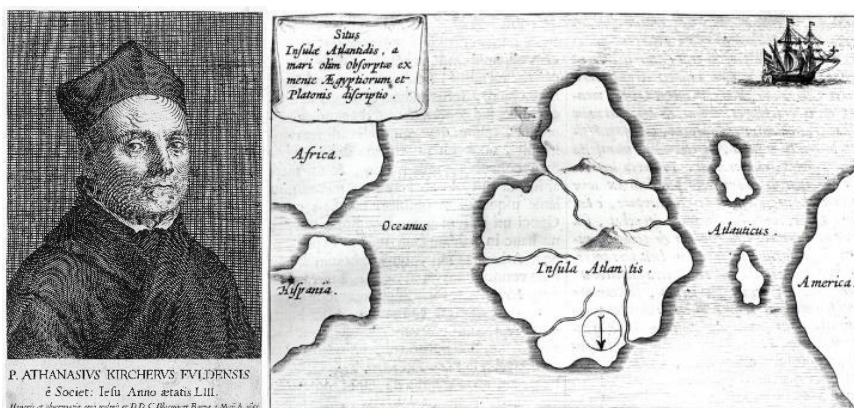 P. ATHANASIVS KIRCHERVS FVLDENSIS
è Societ: Iesu Anno ætatis LIII.
Situs
Insulæ Atlantidis, a
mari olim absorptæ ex
mente Ægyptiorum et
Platonis discriptio.
Africa.
Oceanus
Atlanticus.
Hispania.
Insula Atlantis.
America.